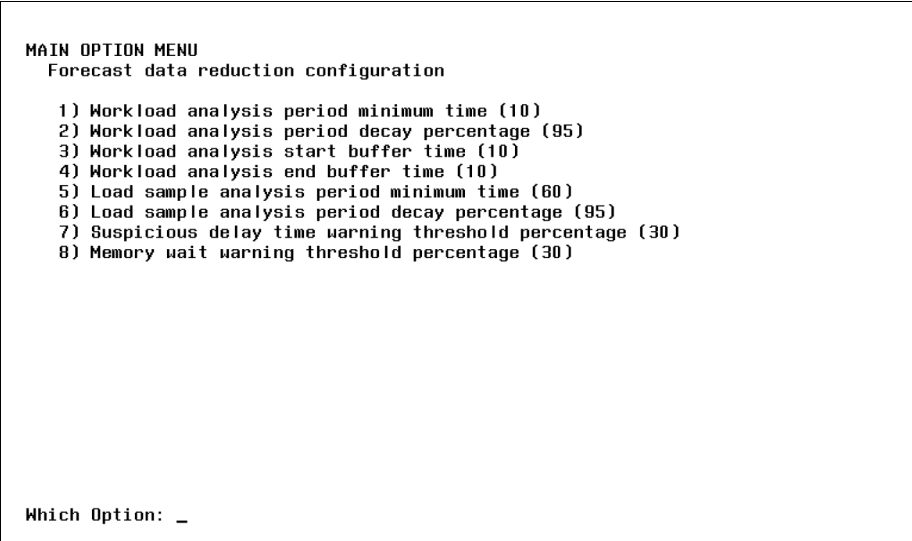 MAIN OPTION MENU
Forecast data reduction configuration
1) Workload analysis period minimum time (10)
2) Workload analysis period decay percentage (95)
3) Workload analysis start buffer time (10)
4) Workload analysis end buffer time (10)
5) Load sample analysis period minimum time (60)
6) Load sample analysis period decay percentage (95)
7) Suspicious delay time warning threshold percentage (30)
8) Memory wait warning threshold percentage (30)
Which Option: _